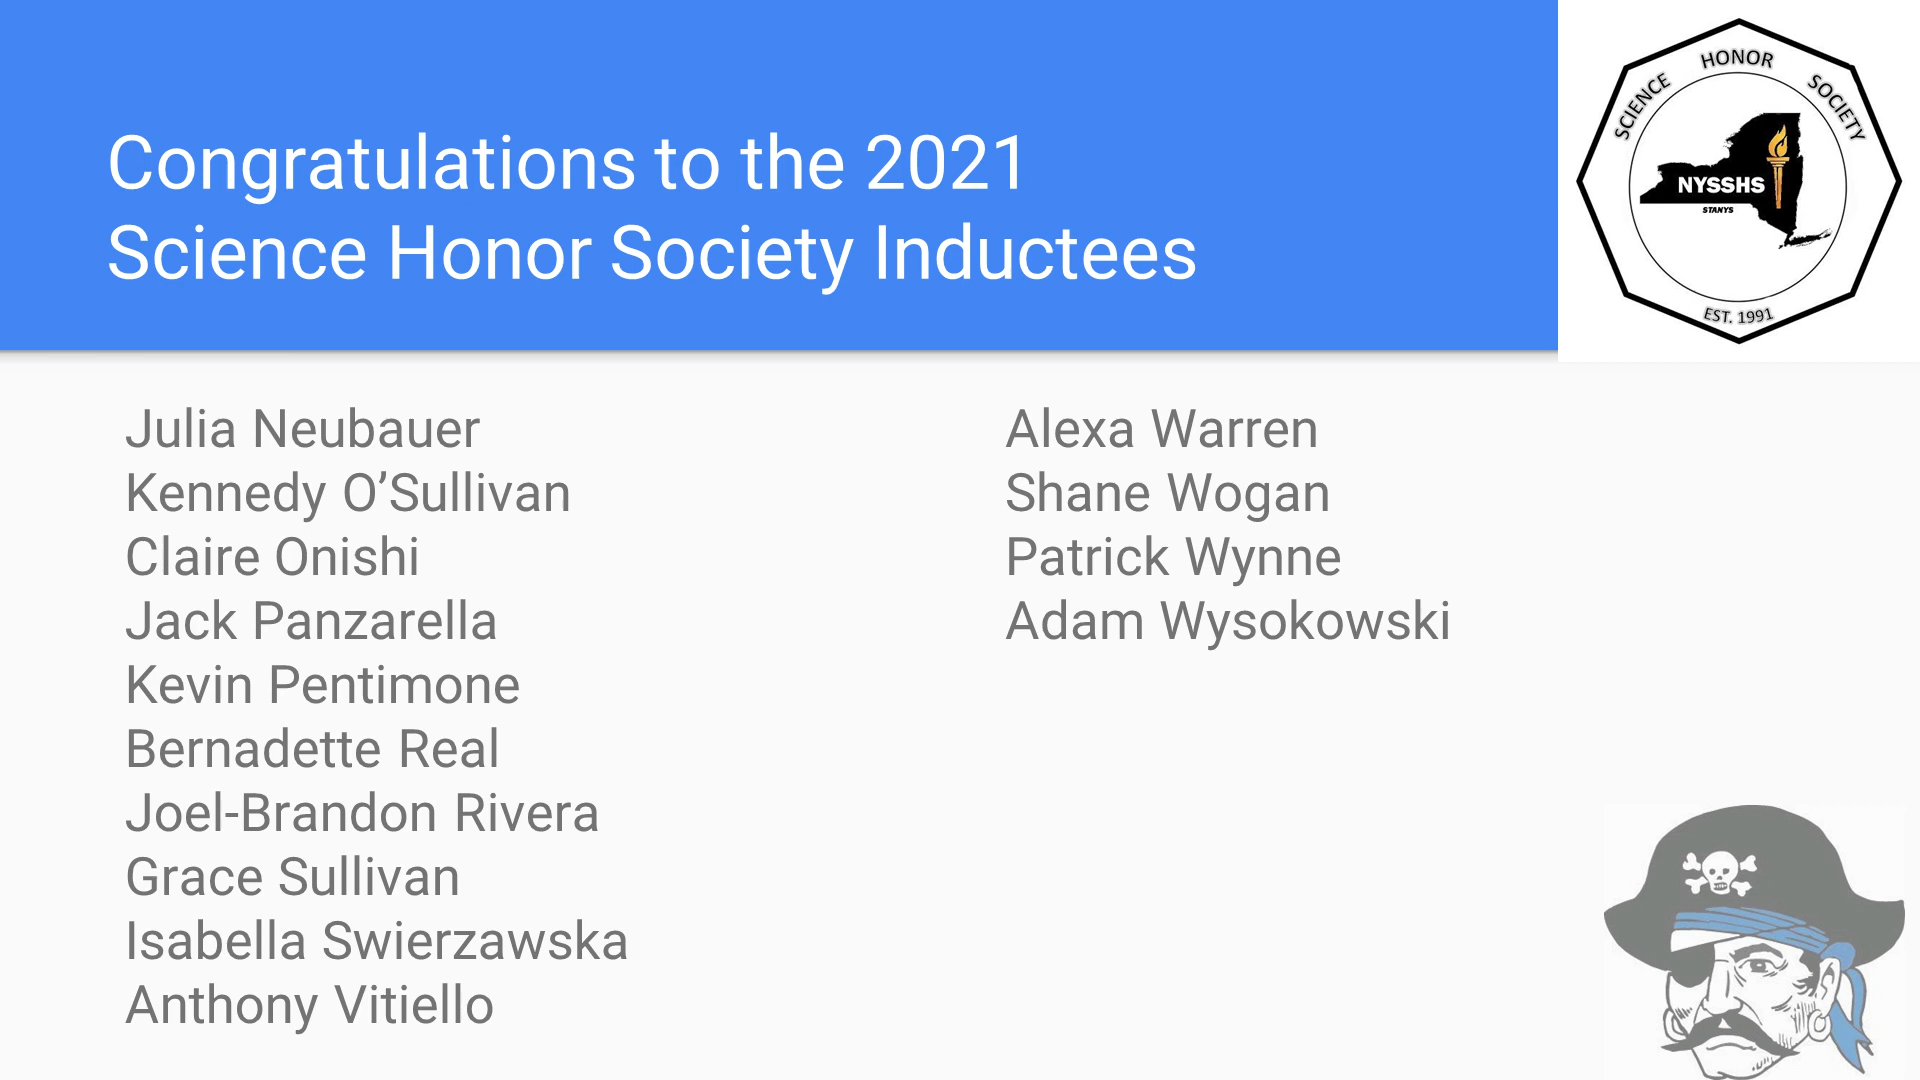 Congratulations to the 2021
Science Honor Society Inductees
SCIENCE HONOR SOCIETY
NYSSHS
STANYS
EST. 1991
Julia Neubauer
Kennedy O’Sullivan
Claire Onishi
Jack Panzarella
Kevin Pentimone
Bernadette Real
Joel-Brandon Rivera
Grace Sullivan
Isabella Swierzawska
Anthony Vitiello
Alexa Warren
Shane Wogan
Patrick Wynne
Adam Wysokowski